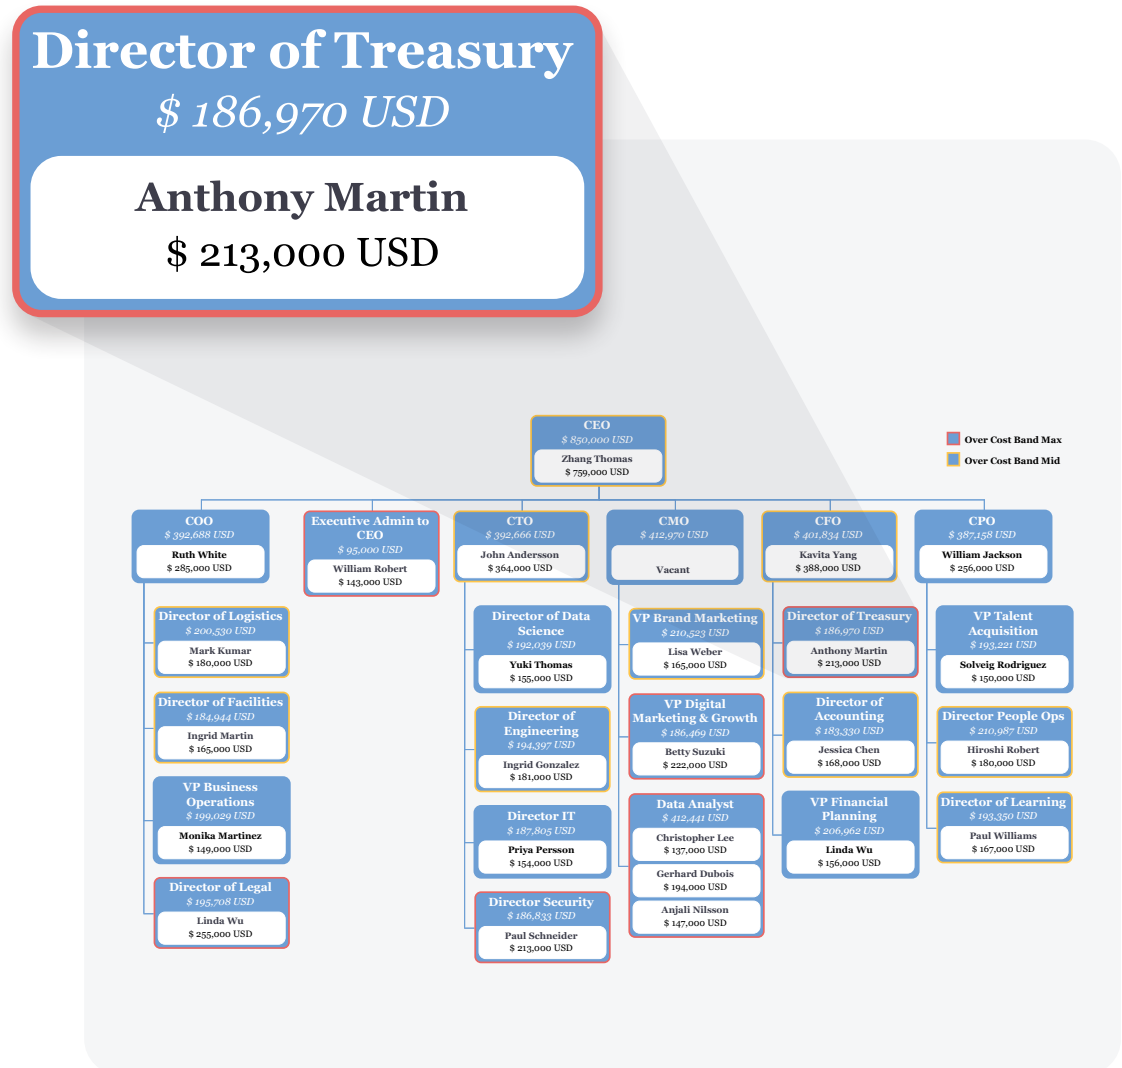 Director of Treasury
$ 186,970 USD
Anthony Martin
$ 213,000 USD
CEO
$ 850,000 USD
Zhang Thomas
$ 759,000 USD
Over Cost Band Max
Over Cost Band Mid
COO
$ 392,688 USD
Ruth White
$ 285,000 USD
Executive Admin to
CEO
$ 95,000 USD
William Robert
$ 143,000 USD
CTO
$ 392,666 USD
John Andersson
$ 364,000 USD
CMO
$ 412,970 USD
Vacant
CFO
$ 401,834 USD
Kavita Yang
$ 388,000 USD
CPO
$ 387,158 USD
William Jackson
$ 256,000 USD
Director of Logistics
$ 200,530 USD
Mark Kumar
$ 180,000 USD
Director of Facilities
$ 184,944 USD
Ingrid Martin
$ 165,000 USD
VP Business
Operations
$ 199,029 USD
Monika Martinez
$ 149,000 USD
Director of Legal
$ 195,708 USD
Linda Wu
$ 255,000 USD
Director of Data
Science
$ 192,039 USD
Yuki Thomas
$ 155,000 USD
Director of
Engineering
$ 194,397 USD
Ingrid Gonzalez
$ 181,000 USD
Director IT
$ 187,805 USD
Priya Persson
$ 154,000 USD
Director Security
$ 186,833 USD
Paul Schneider
$ 213,000 USD
VP Brand Marketing
$ 210,523 USD
Lisa Weber
$ 165,000 USD
VP Digital
Marketing & Growth
$ 186,469 USD
Betty Suzuki
$ 222,000 USD
Data Analyst
$ 412,441 USD
Christopher Lee
$ 137,000 USD
Gerhard Dubois
$ 194,000 USD
Anjali Nilsson
$ 147,000 USD
Director of Treasury
$ 186,970 USD
Anthony Martin
$ 213,000 USD
Director of
Accounting
$ 183,330 USD
Jessica Chen
$ 168,000 USD
VP Financial
Planning
$ 206,962 USD
Linda Wu
$ 156,000 USD
VP Talent
Acquisition
$ 193,221 USD
Solveig Rodriguez
$ 150,000 USD
Director People Ops
$ 210,987 USD
Hiroshi Robert
$ 180,000 USD
Director of Learning
$ 193,350 USD
Paul Williams
$ 167,000 USD